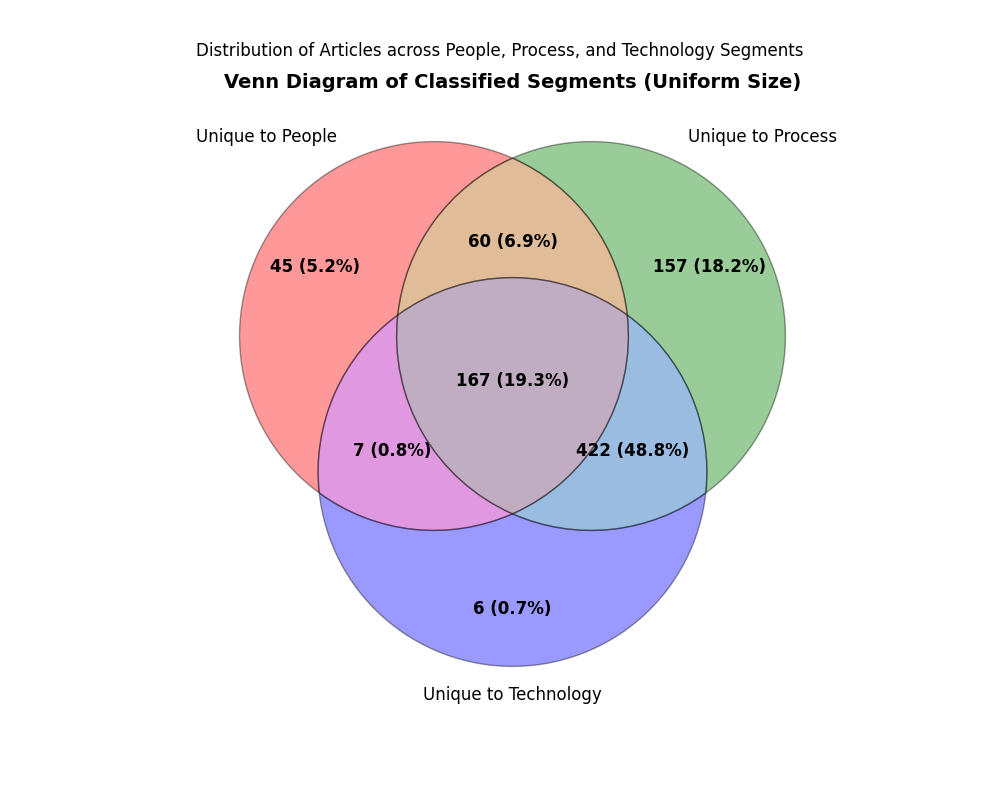 Distribution of Articles across People, Process, and Technology Segments
Venn Diagram of Classified Segments (Uniform Size)
Unique to People
Unique to Process
60 (6.9%)
45 (5.2%)
157 (18.2%)
167 (19.3%)
7 (0.8%)
422 (48.8%)
6 (0.7%)
Unique to Technology